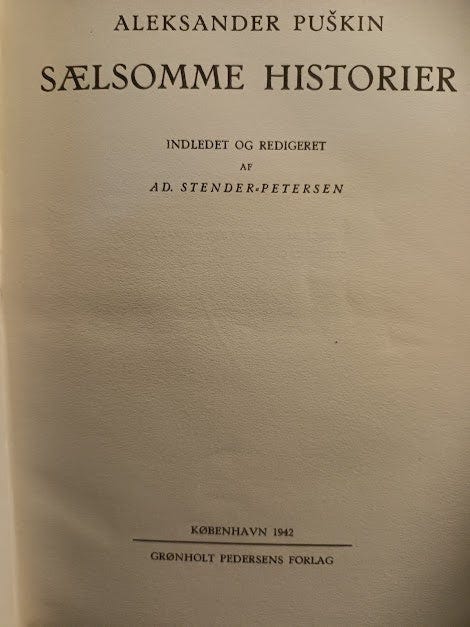 ALEKSANDER PUŠKIN
SÆLSOMME HISTORIER
INDLEDET OG REDIGERET
AF
AD. STENDER-PETERSEN
KØBENHAVN 1942
GRØNHOLT PEDERSENS FORLAG